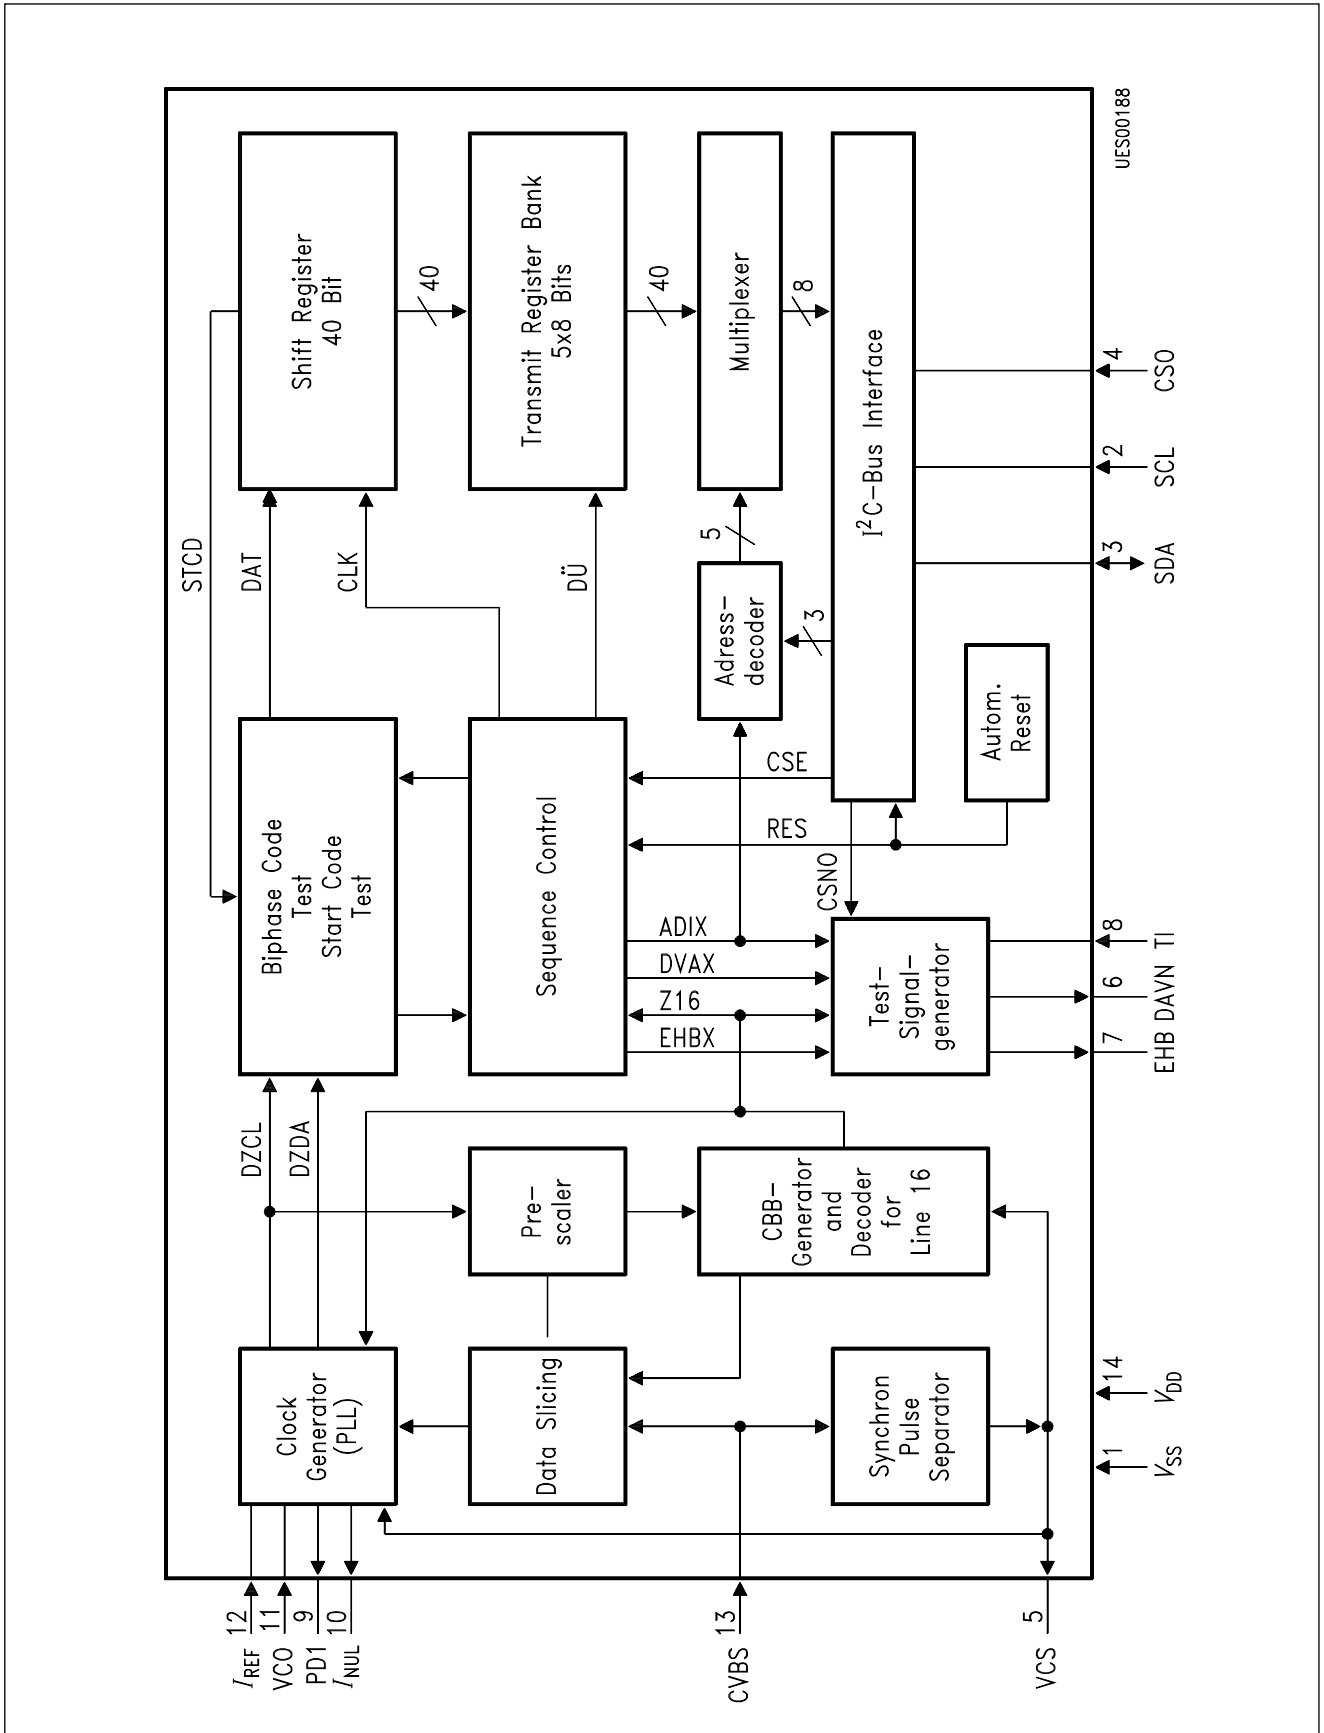 I REF
12
VCO
11
PD1
9
I NUL
10
CVBS
13
VCS
5
Clock
Generator
(PLL)
Data Slicing
Synchron
Pulse
Separator
DZCL
DZDA
Pre-
scaler
CBB-
Generator
and
Decoder
for
Line 16
Biphase Code
Test
Start Code
Test
Sequence Control
ADIX
DVAX
Z16
EHBX
Test-
Signal-
generator
CSNO
RES
CSE
STCD
DAT
CLK
DÜ
Adress-
decoder
5
3
Autom.
Reset
Shift Register
40 Bit
40
Transmit Register Bank
5x8 Bits
40
Multiplexer
8
I²C-Bus Interface
1
VSS
14
VDD
7
EHB
6
DAVN
8
TI
3
SDA
2
SCL
4
CSO
UES00188